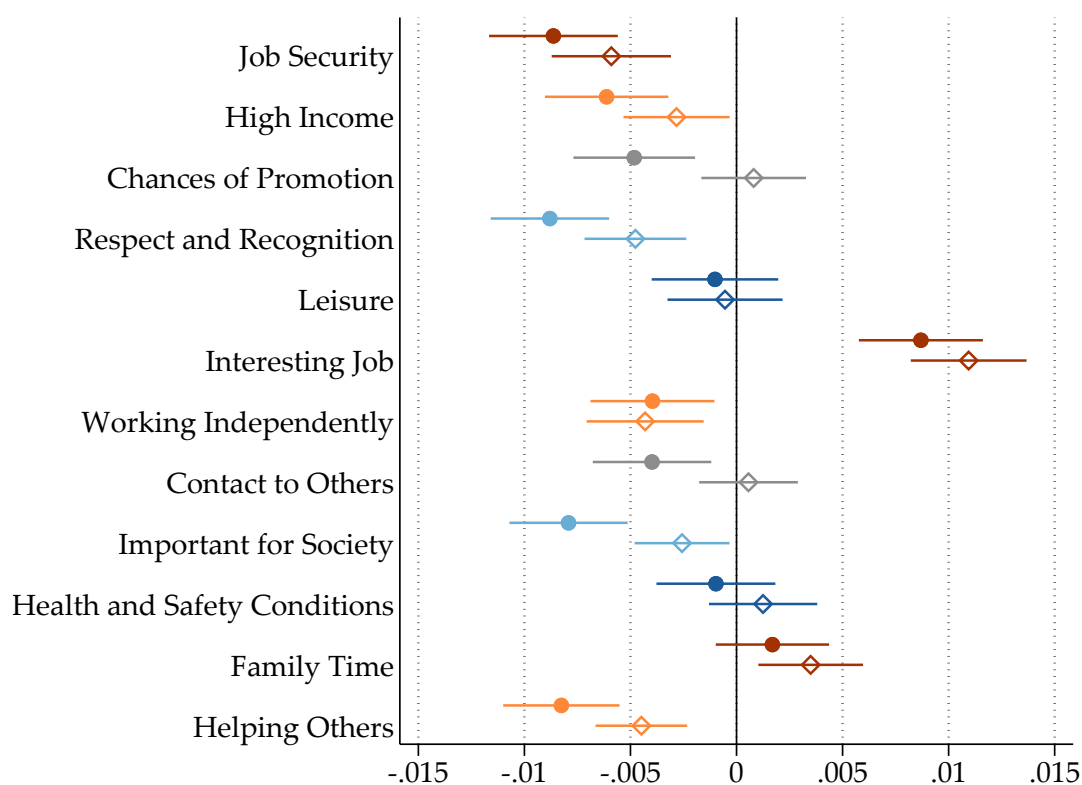 Job Security
High Income
Chances of Promotion
Respect and Recognition
Leisure
Interesting Job
Working Independently
Contact to Others
Important for Society
Health and Safety Conditions
Family Time
Helping Others
-.015 -.01 -.005 0 .005 .01 .015